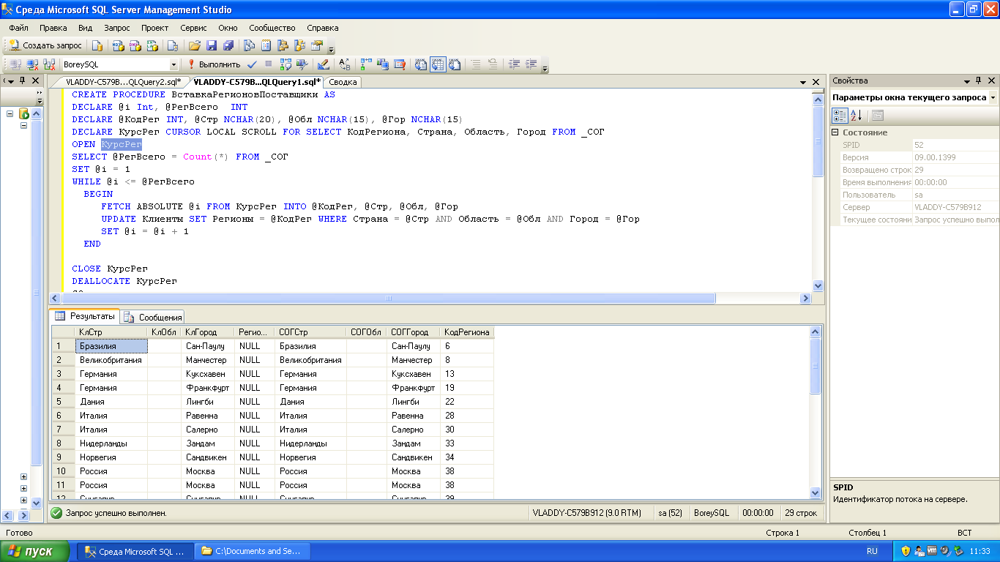 Среда Microsoft SQL Server Management Studio
Файл Правка Вид Запрос Проект Сервис Окно Сообщество Справка
Создать запрос
BoreySQL Выполнить
VLADDY-C579B...QLQuery2.sql* VLADDY-C579B...QLQuery1.sql* Сводка
CREATE PROCEDURE ВставкаРегионовПоставщики AS
DECLARE @i Int, @РегВсего INT
DECLARE @КодРег INT, @Стр NCHAR(20), @Обл NCHAR(15), @Гор NCHAR(15)
DECLARE КурсРег CURSOR LOCAL SCROLL FOR SELECT КодРегиона, Страна, Область, Город FROM _СОГ
OPEN КурсРег
SELECT @РегВсего = Count(*) FROM _СОГ
SET @i = 1
WHILE @i <= @РегВсего
BEGIN
FETCH ABSOLUTE @i FROM КурсРег INTO @КодРег, @Стр, @Обл, @Гор
UPDATE Клиенты SET Регионы = @КодРег WHERE Страна = @Стр AND Область = @Обл AND Город = @Гор
SET @i = @i + 1
END
CLOSE КурсРег
DEALLOCATE КурсРег
Результаты Сообщения
КлСтр КлОбл КлГород Регио... СОГСтр СОГОбл СОГГород КодРегиона
1 Бразилия Сан-Паулу NULL Бразилия Сан-Паулу 6
2 Великобритания Манчестер NULL Великобритания Манчестер 8
3 Германия Куксхавен NULL Германия Куксхавен 13
4 Германия Франкфурт NULL Германия Франкфурт 19
5 Дания Лингби NULL Дания Лингби 22
6 Италия Равенна NULL Италия Равенна 28
7 Италия Салерно NULL Италия Салерно 30
8 Нидерланды Зандам NULL Нидерланды Зандам 33
9 Норвегия Сандвикен NULL Норвегия Сандвикен 34
10 Россия Москва NULL Россия Москва 38
11 Россия Москва NULL Россия Москва 38
Запрос успешно выполнен. VLADDY-C579B912 (9.0 RTM) sa (52) BoreySQL 00:00:00 29 строк
Свойства
Параметры окна текущего запроса
Состояние
SPID 52
Версия 09.00.1399
Возвращено строк 29
Время выполнения 00:00:00
Пользователь sa
Сервер VLADDY-C579B912
Текущее состояни Запрос успешно выпол
SPID
Идентификатор потока на сервере.
Готово Строка 1 Столбец 1 ВСТ
пуск Среда Microsoft SQL ... C:\Documents and Se... RU 11:33